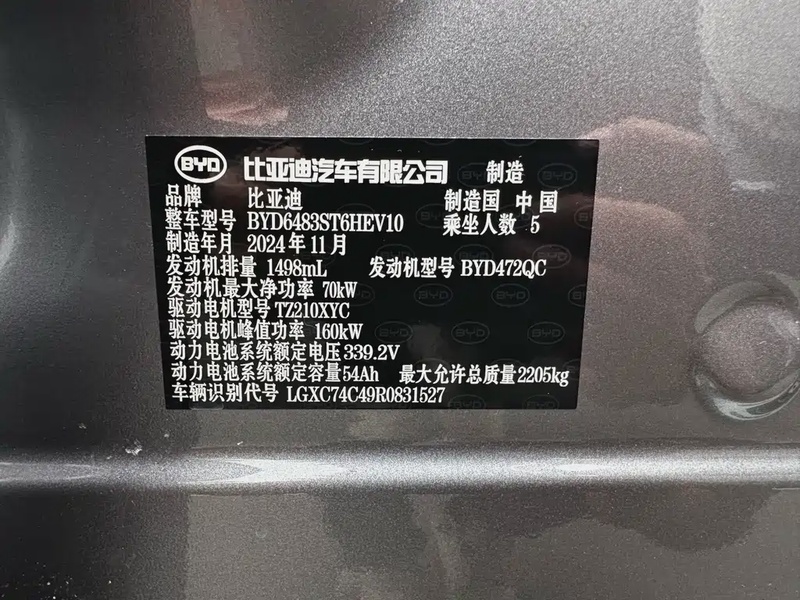 BYD 比亚迪汽车有限公司 制造
品牌 比亚迪 制造国 中国
整车型号 BYD6483ST6HEV10 乘坐人数 5
制造年月 2024年11月
发动机排量 1498mL 发动机型号 BYD472QC
发动机最大净功率 70kW
驱动电机型号 TZ210XYC
驱动电机峰值功率 160kW
动力电池系统额定电压 339.2V
动力电池系统额定容量 54Ah 最大允许总质量 2205kg
车辆识别代号 LGXC74C49R0831527